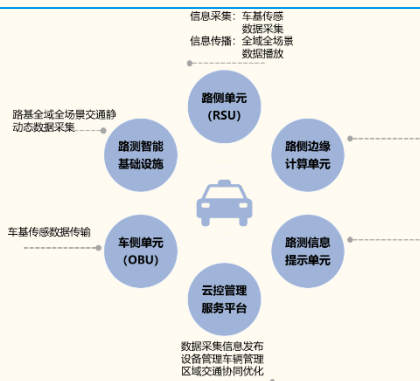 信息采集：车基传感
数据采集
信息传播：全域全场景
数据播放
路侧单元
（RSU）
路基全域全场景交通静
动态数据采集
路测智能
基础设施
路侧边缘
计算单元
车基传感数据传输
车侧单元
（OBU）
路测信息
提示单元
云控管理
服务平台
数据采集信息发布
设备管理车辆管理
区域交通协同优化